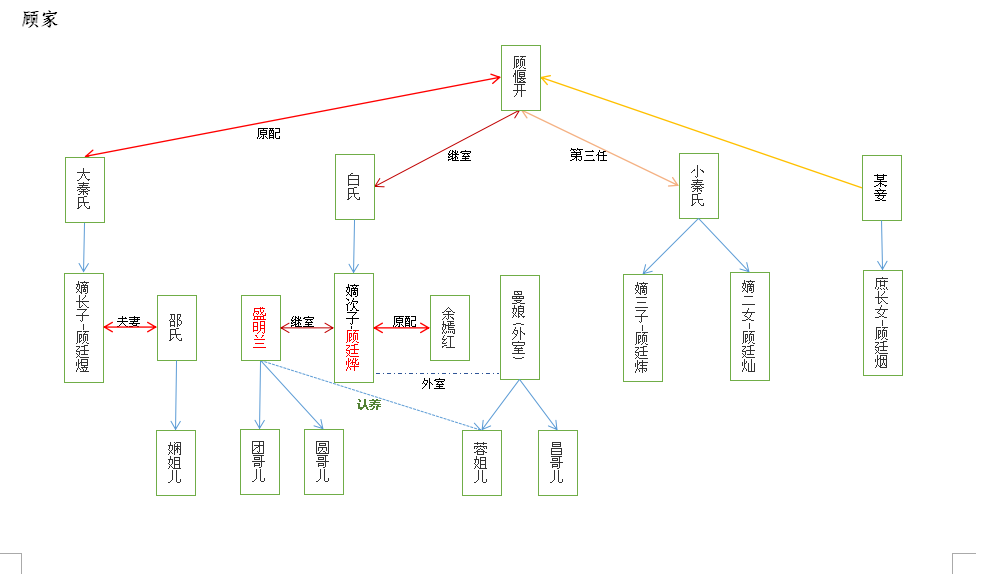 顾家
顾偃开
原配
继室
第三任
大秦氏
白氏
小秦氏
某妾
嫡长子-顾廷煜
夫妻
邵氏
盛明兰
继室
嫡次子-顾廷烨
原配
余嫣红
曼娘（外室）
嫡三子-顾廷炜
嫡二女-顾廷灿
庶长女-顾廷烟
外室
认养
娴姐儿
团哥儿
圆哥儿
蓉姐儿
昌哥儿